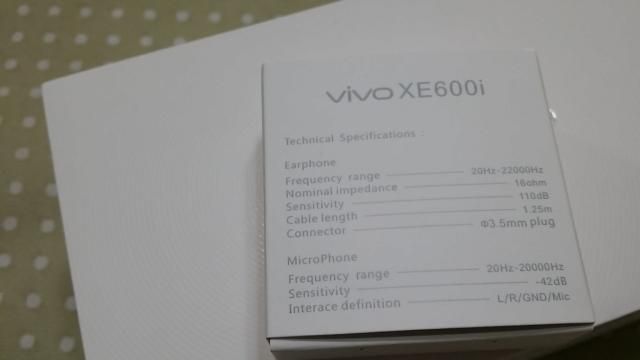 vivo XE600i
Technical Specifications :
Earphone
Frequency range 20Hz-22000Hz
Nominal impedance 16ohm
Sensitivity 110dB
Cable length 1.25m
Connector Φ3.5mm plug
MicroPhone
Frequency range 20Hz-20000Hz
Sensitivity -42dB
Interace definition L/R/GND/Mic